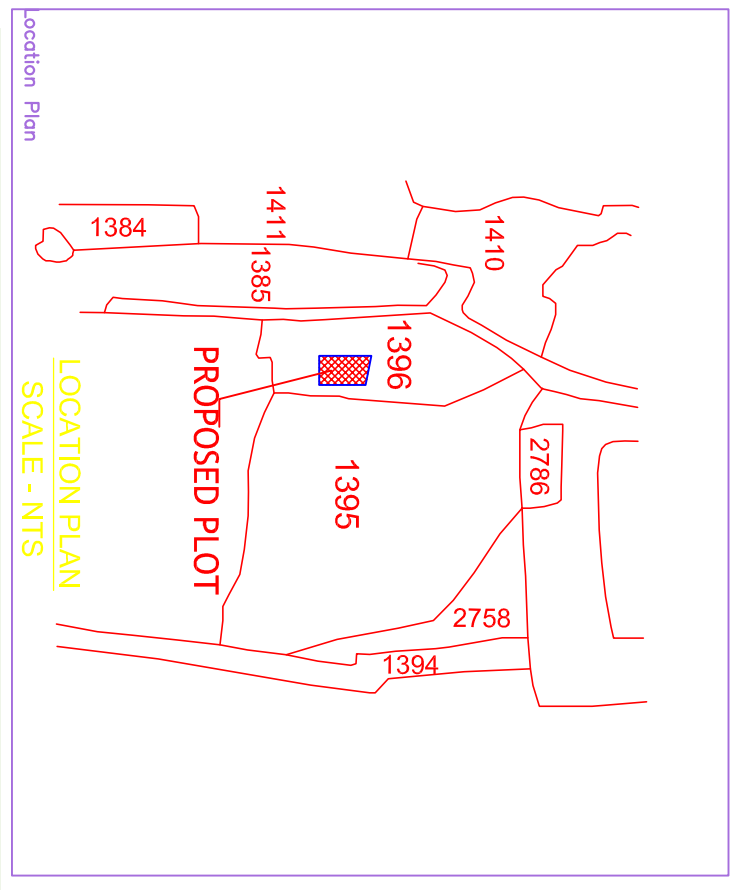 Location Plan
1384
1411
1385
1410
1396
PROPOSED PLOT
1395
2786
2758
1394
LOCATION PLAN
SCALE - NTS